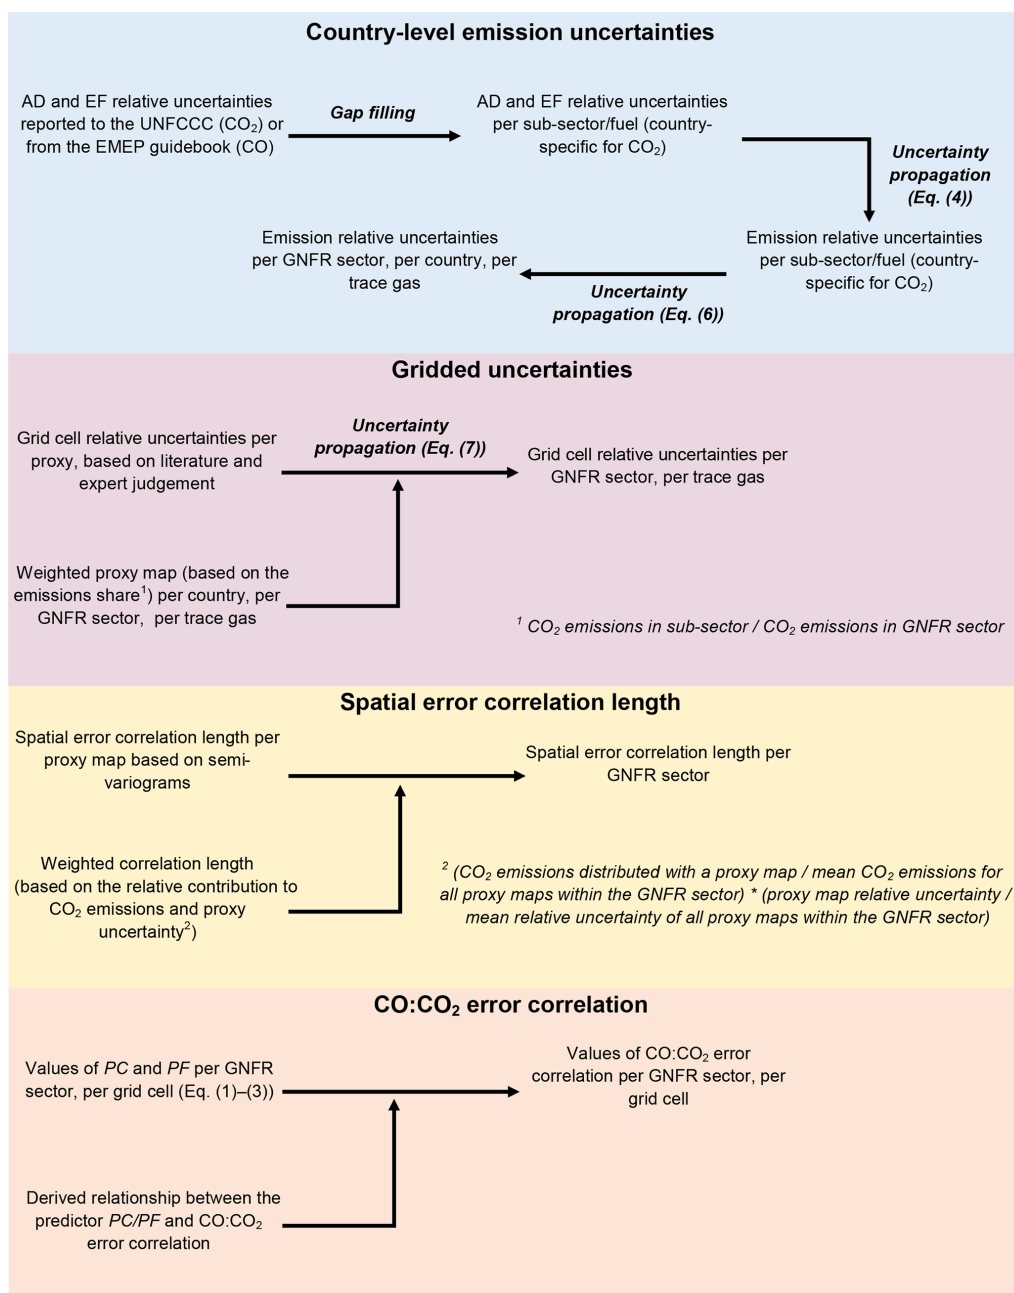 Country-level emission uncertainties
AD and EF relative uncertainties
reported to the UNFCCC (CO₂) or
from the EMEP guidebook (CO)
Gap filling
AD and EF relative uncertainties
per sub-sector/fuel (country-
specific for CO₂)
Uncertainty
propagation
(Eq. (4))
Emission relative uncertainties
per sub-sector/fuel (country-
specific for CO₂)
Uncertainty
propagation (Eq. (6))
Emission relative uncertainties
per GNFR sector, per country, per
trace gas
Gridded uncertainties
Grid cell relative uncertainties per
proxy, based on literature and
expert judgement
Uncertainty
propagation (Eq. (7))
Grid cell relative uncertainties per
GNFR sector, per trace gas
Weighted proxy map (based on the
emissions share¹) per country, per
GNFR sector, per trace gas
¹ CO₂ emissions in sub-sector / CO₂ emissions in GNFR sector
Spatial error correlation length
Spatial error correlation length per
proxy map based on semi-
variograms
Spatial error correlation length per
GNFR sector
Weighted correlation length
(based on the relative contribution to
CO₂ emissions and proxy
uncertainty²)
² (CO₂ emissions distributed with a proxy map / mean CO₂ emissions for
all proxy maps within the GNFR sector) * (proxy map relative uncertainty /
mean relative uncertainty of all proxy maps within the GNFR sector)
CO:CO₂ error correlation
Values of PC and PF per GNFR
sector, per grid cell (Eq. (1)–(3))
Values of CO:CO₂ error
correlation per GNFR sector, per
grid cell
Derived relationship between the
predictor PC/PF and CO:CO₂
error correlation